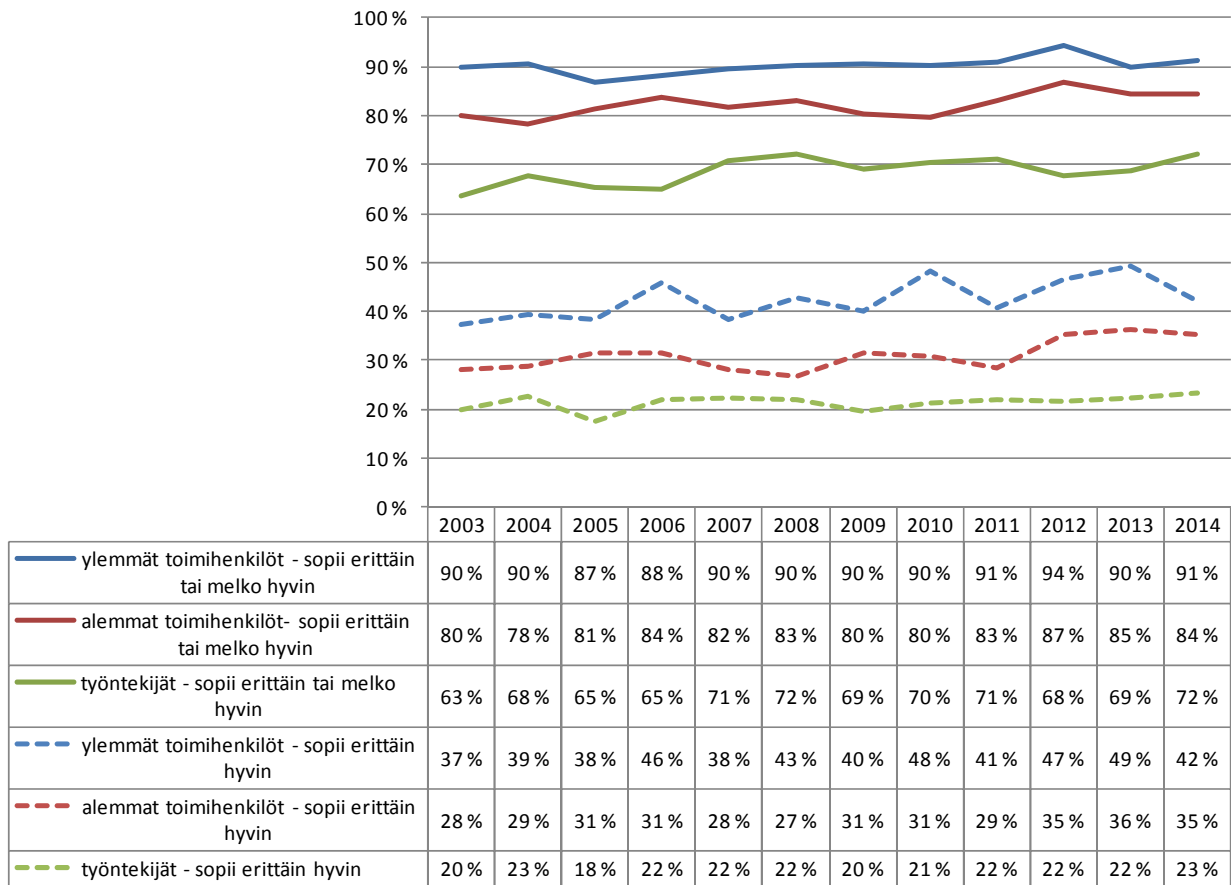 100 %
90 %
80 %
70 %
60 %
50 %
40 %
30 %
20 %
10 %
0 %
2003 2004 2005 2006 2007 2008 2009 2010 2011 2012 2013 2014
ylemmät toimihenkilöt - sopii erittäin
tai melko hyvin
90 % 90 % 87 % 88 % 90 % 90 % 90 % 90 % 91 % 94 % 90 % 91 %
alemmat toimihenkilöt- sopii erittäin
tai melko hyvin
80 % 78 % 81 % 84 % 82 % 83 % 80 % 80 % 83 % 87 % 85 % 84 %
työntekijät - sopii erittäin tai melko
hyvin
63 % 68 % 65 % 65 % 71 % 72 % 69 % 70 % 71 % 68 % 69 % 72 %
ylemmät toimihenkilöt - sopii erittäin
hyvin
37 % 39 % 38 % 46 % 38 % 43 % 40 % 48 % 41 % 47 % 49 % 42 %
alemmat toimihenkilöt - sopii erittäin
hyvin
28 % 29 % 31 % 31 % 28 % 27 % 31 % 31 % 29 % 35 % 36 % 35 %
työntekijät - sopii erittäin hyvin
20 % 23 % 18 % 22 % 22 % 22 % 20 % 21 % 22 % 22 % 22 % 23 %